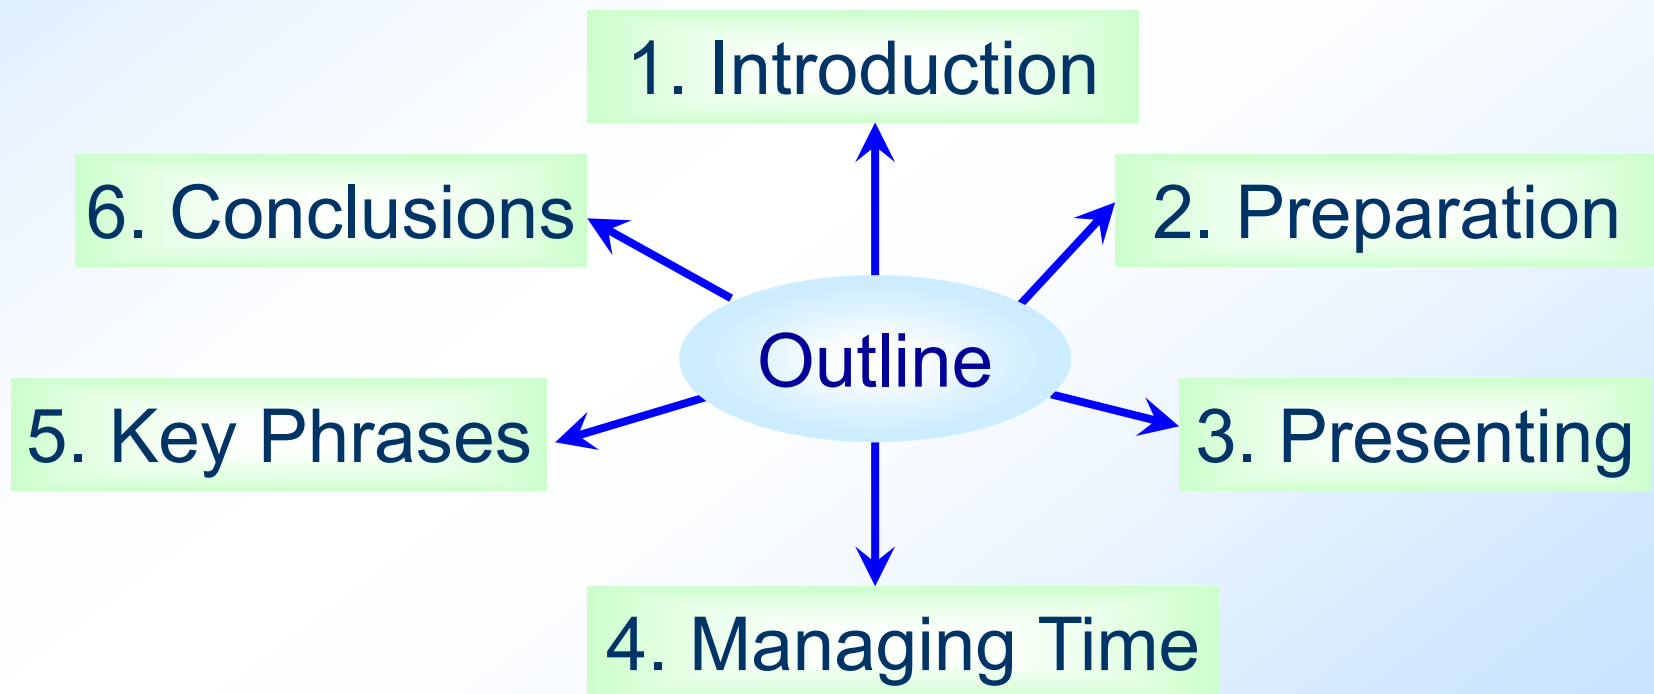 1. Introduction
2. Preparation
3. Presenting
4. Managing Time
5. Key Phrases
6. Conclusions
Outline